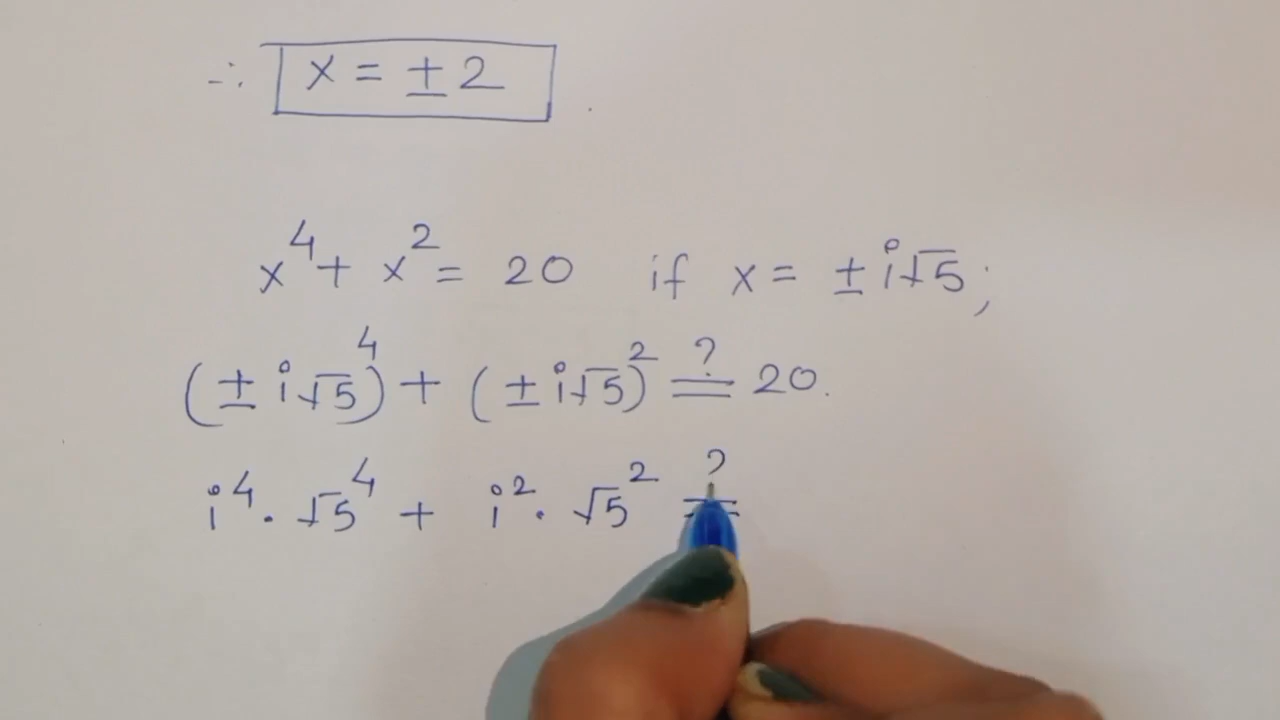 ∴ x = ± 2
x⁴ + x² = 20 if x = ± i√5;
(± i√5)⁴ + (± i√5)² ?= 20.
i⁴ · √5⁴ + i² · √5² ?=